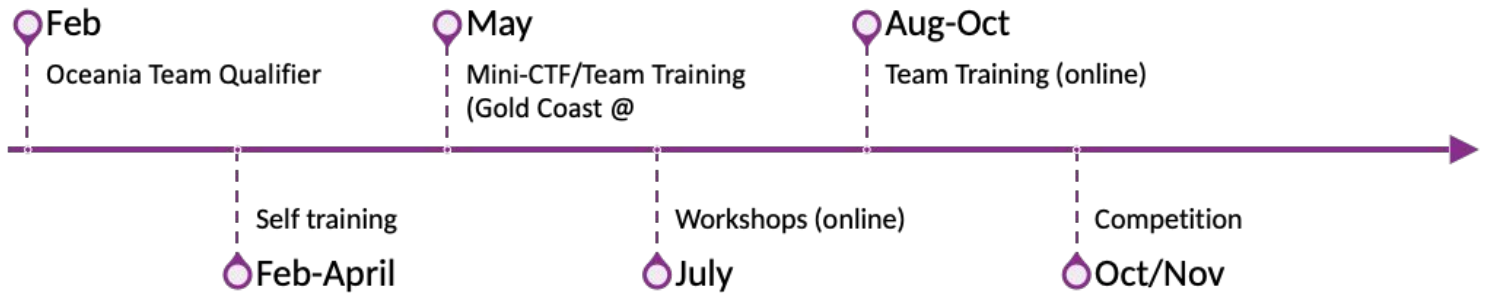 Feb
Oceania Team Qualifier
May
Mini-CTF/Team Training
(Gold Coast @
Aug-Oct
Team Training (online)
Self training
Feb-April
Workshops (online)
July
Competition
Oct/Nov